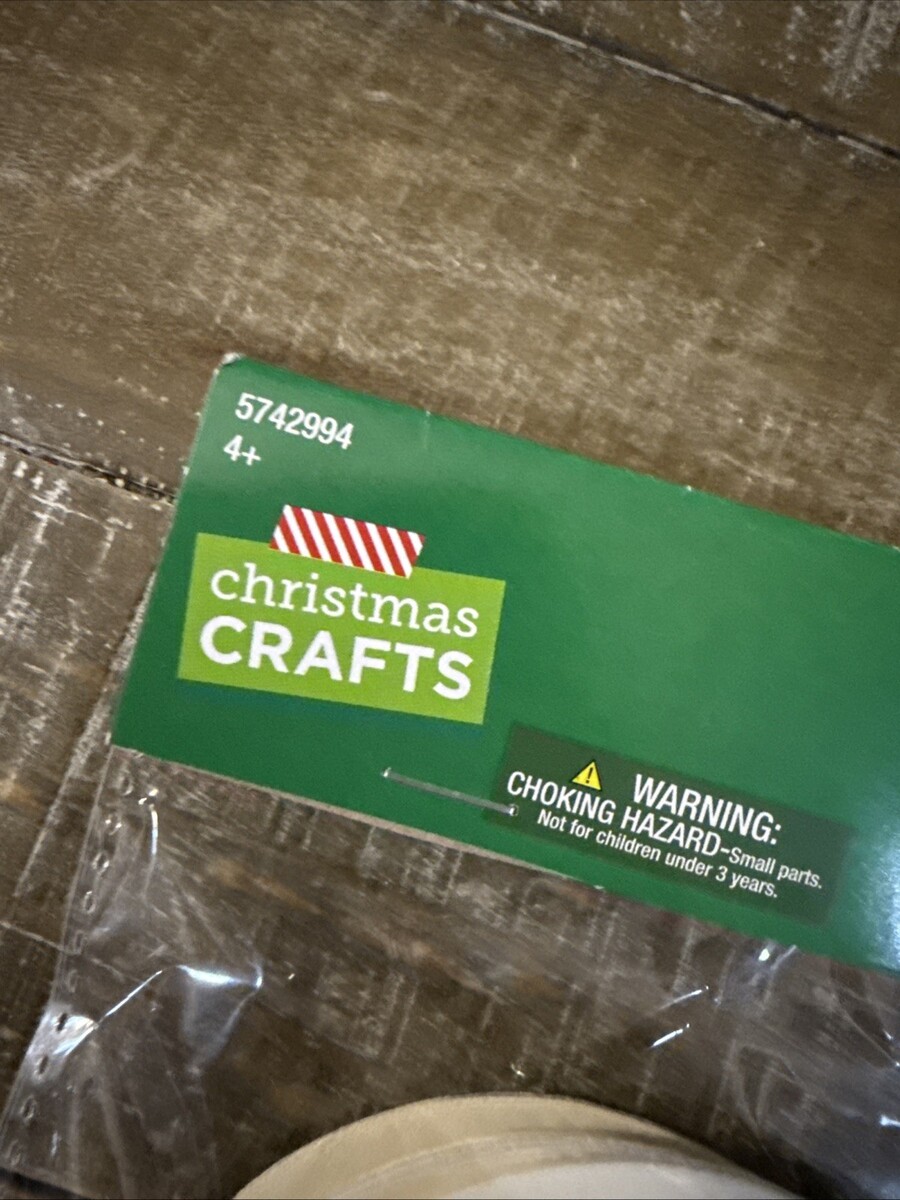 5742994
4+
christmas
CRAFTS
⚠ WARNING:
CHOKING HAZARD-Small parts.
Not for children under 3 years.